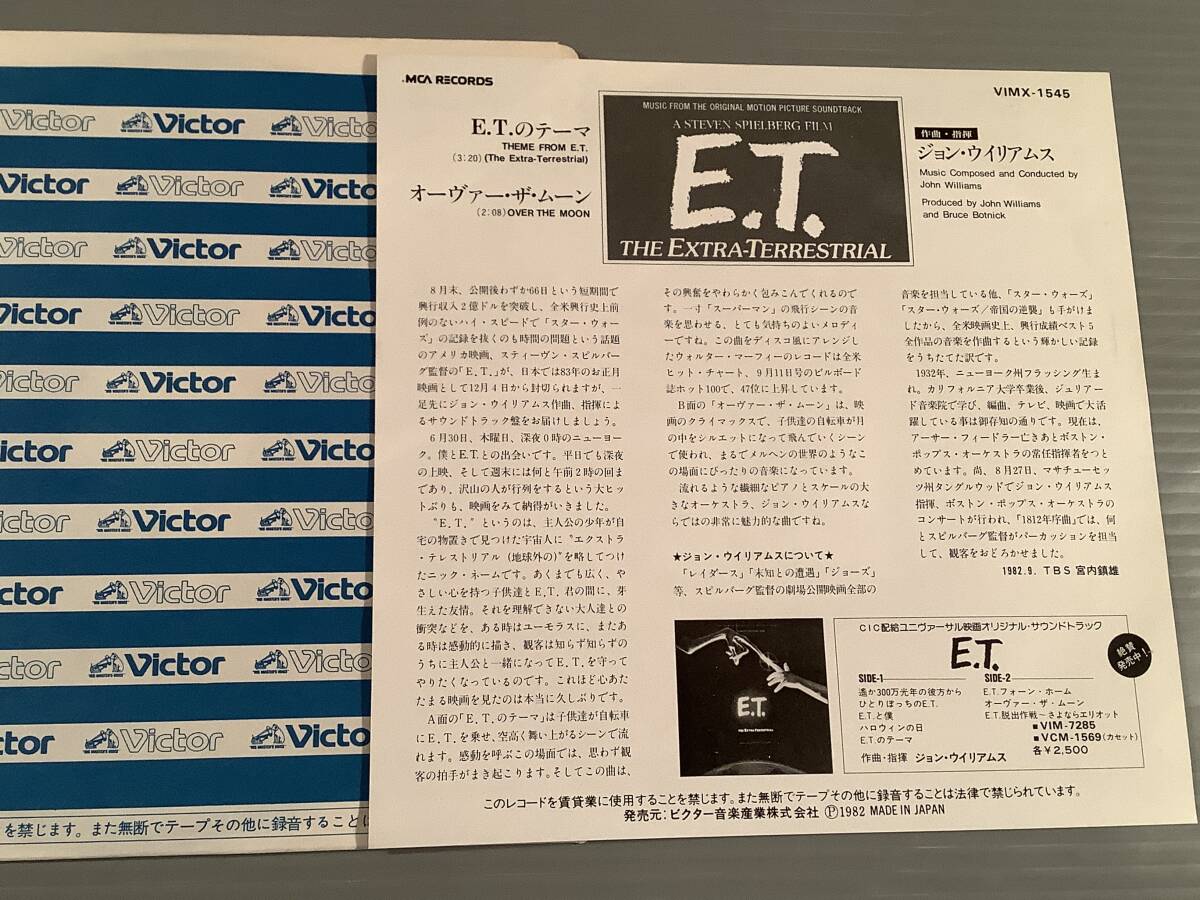 .MCA RECORDS
VIMX-1545
E.T.のテーマ
THEME FROM E.T.
(3:20)(The Extra-Terrestrial)
オーヴァー・ザ・ムーン
(2:08)OVER THE MOON
MUSIC FROM THE ORIGINAL MOTION PICTURE SOUNDTRACK
A STEVEN SPIELBERG FILM
E.T.
THE EXTRA-TERRESTRIAL
作曲・指揮
ジョン・ウイリアムス
Music Composed and Conducted by
John Williams
Produced by John Williams
and Bruce Botnick
8月末、公開後わずか66日という短期間で
興行収入2億ドルを突破し、全米興行史上前
例のないハイ・スピードで「スター・ウォー
ズ」の記録を抜くのも時間の問題という話題
のアメリカ映画、スティーヴン・スピルバー
グ監督の「E.T.」が、日本では83年のお正月
映画として12月4日から封切られますが、一
足先にジョン・ウイリアムス作曲、指揮によ
るサウンドトラック盤をお届けしましょう。
6月30日、木曜日、深夜0時のニューヨー
ク。僕とE.T.との出会いです。平日でも深夜
の上映、そして週末には何と午前2時の回ま
であり、沢山の人が行列をするという大ヒッ
トぶりも、映画をみて納得がいきました。
"E.T."というのは、主人公の少年が自
宅の物置きで見つけた宇宙人に"エクストラ
・テレストリアル(地球外の)"を略してつけ
たニック・ネームです。あくまでも広く、や
さしい心を持つ子供達とE.T.君の間に、芽
生えた友情。それを理解できない大人達との
衝突などを、ある時はユーモラスに、またあ
る時は感動的に描き、観客は知らず知らずの
うちに主人公と一緒になってE.T.を守って
やりたくなっているのです。これほど心あた
たまる映画を見たのは本当に久しぶりです。
A面の「E.T.のテーマ」は子供達が自転車
にE.T.を乗せ、空高く舞い上がるシーンで流
れます。感動を呼ぶこの場面では、思わず観
客の拍手がまき起こります。そしてこの曲は、
その興奮をやわらかく包みこんでくれるので
す。一寸「スーパーマン」の飛行シーンの音
楽を思わせる、とても気持ちのよいメロディ
ーですね。この曲をディスコ風にアレンジし
たウォルター・マーフィーのレコードは全米
ヒット・チャート、9月11日号のビルボード
誌ホット100で、47位に上昇しています。
B面の「オーヴァー・ザ・ムーン」は、映
画のクライマックスで、子供達の自転車が月
の中をシルエットになって飛んでいくシーン
で使われ、まるでメルヘンの世界のようなこ
の場面にぴったりの音楽になっています。
流れるような繊細なピアノとスケールの大
きなオーケストラ、ジョン・ウイリアムスな
らではの非常に魅力的な曲ですね。
★ジョン・ウイリアムスについて★
「レイダース」「未知との遭遇」「ジョーズ」
等、スピルバーグ監督の劇場公開映画全部の
音楽を担当している他、「スター・ウォーズ」
「スター・ウォーズ/帝国の逆襲」も手がけま
したから、全米映画史上、興行成績ベスト5
全作品の音楽を作曲するという輝かしい記録
をうちたてた訳です。
1932年、ニューヨーク州フラッシング生ま
れ。カリフォルニア大学卒業後、ジュリアー
ド音楽院で学び、編曲、テレビ、映画で大活
躍している事は御存知の通りです。現在は、
アーサー・フィードラー亡きあとボストン・
ポップス・オーケストラの常任指揮者をつと
めています。尚、8月27日、マサチューセッ
ツ州タングルウッドでジョン・ウイリアムス
指揮、ボストン・ポップス・オーケストラの
コンサートが行われ、「1812年序曲」では、何
とスピルバーグ監督がパーカッションを担当
して、観客をおどろかせました。
1982.9. TBS 宮内鎮雄
E.T.
THE EXTRA-TERRESTRIAL
CIC配給ユニヴァーサル映画オリジナル・サウンドトラック
E.T.
絶賛
発売中!
SIDE-1
遙か300万光年の彼方から
ひとりぼっちのE.T.
E.T.と僕
ハロウィンの日
E.T.のテーマ
SIDE-2
E.T.フォーン・ホーム
オーヴァー・ザ・ムーン
E.T.脱出作戦~さよならエリオット
■VIM-7285
■VCM-1569(カセット)
各¥2,500
作曲・指揮 ジョン・ウイリアムス
このレコードを賃貸業に使用することを禁じます。また無断でテープその他に録音することは法律で禁じられています。
発売元:ビクター音楽産業株式会社 Ⓟ1982 MADE IN JAPAN
Victor Victor Victo
Victor Victor Victo
Victor Victor Victo
Victor Victor Victo
Victor Victor Victo
Victor Victor Victo
Victor Victor Victo
ctor Victor Victo
ctor Victor Victor
ctor Victor Victor
を禁じます。また無断でテープその他に録音することに